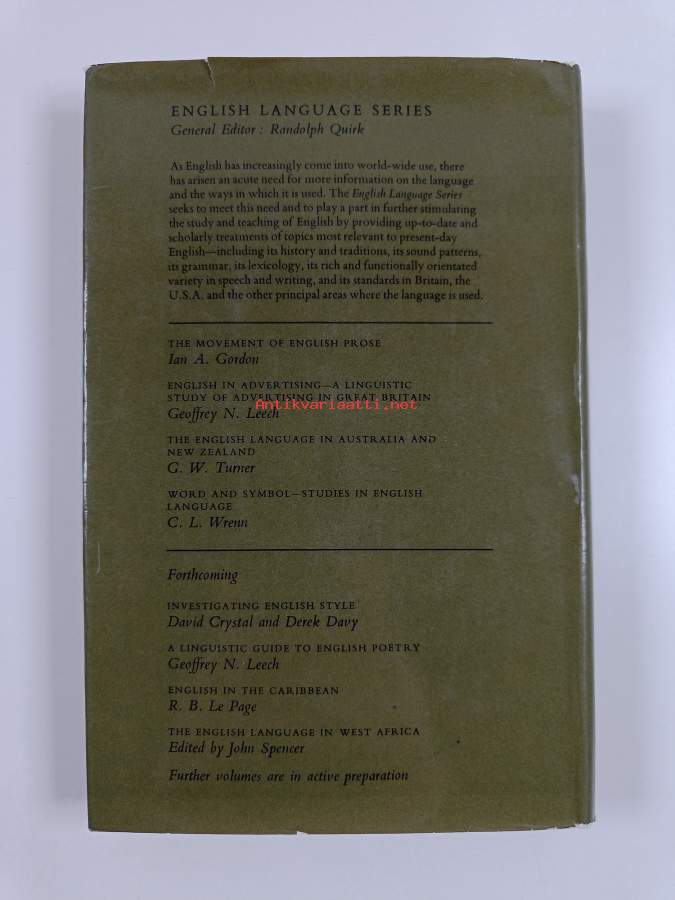 ENGLISH LANGUAGE SERIES
General Editor: Randolph Quirk
As English has increasingly come into world-wide use, there
has arisen an acute need for more information on the language
and the ways in which it is used. The English Language Series
seeks to meet this need and to play a part in further stimulating
the study and teaching of English by providing up-to-date and
scholarly treatments of topics most relevant to present-day
English—including its history and traditions, its sound patterns,
its grammar, its lexicology, its rich and functionally orientated
variety in speech and writing, and its standards in Britain, the
U.S.A. and the other principal areas where the language is used.
THE MOVEMENT OF ENGLISH PROSE
Ian A. Gordon
ENGLISH IN ADVERTISING—A LINGUISTIC
STUDY OF ADVERTISING IN GREAT BRITAIN
Antikvariaatti.net
Geoffrey N. Leech
THE ENGLISH LANGUAGE IN AUSTRALIA AND
NEW ZEALAND
G. W. Turner
WORD AND SYMBOL—STUDIES IN ENGLISH
LANGUAGE
C. L. Wrenn
Forthcoming
INVESTIGATING ENGLISH STYLE
David Crystal and Derek Davy
A LINGUISTIC GUIDE TO ENGLISH POETRY
Geoffrey N. Leech
ENGLISH IN THE CARIBBEAN
R. B. Le Page
THE ENGLISH LANGUAGE IN WEST AFRICA
Edited by John Spencer
Further volumes are in active preparation